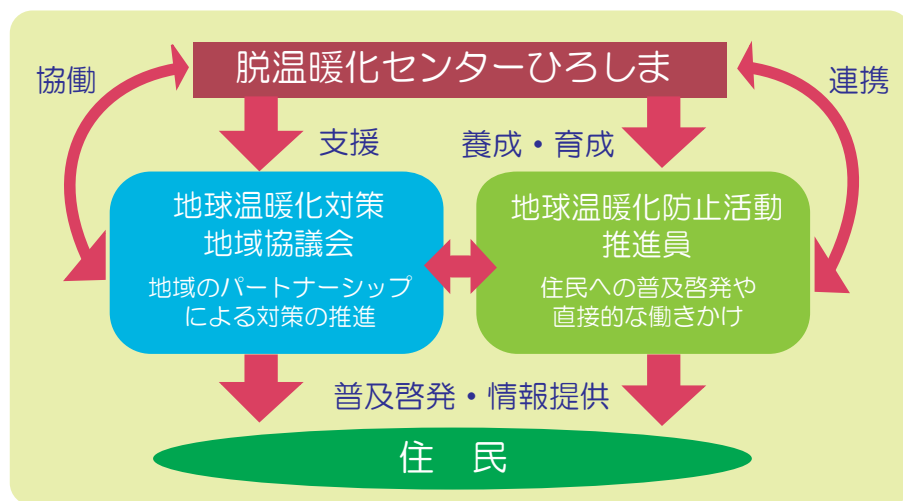 脱温暖化センターひろしま
協働
連携
支援
養成・育成
地球温暖化対策
地域協議会
地域のパートナーシップ
による対策の推進
地球温暖化防止活動
推進員
住民への普及啓発や
直接的な働きかけ
普及啓発・情報提供
住　民